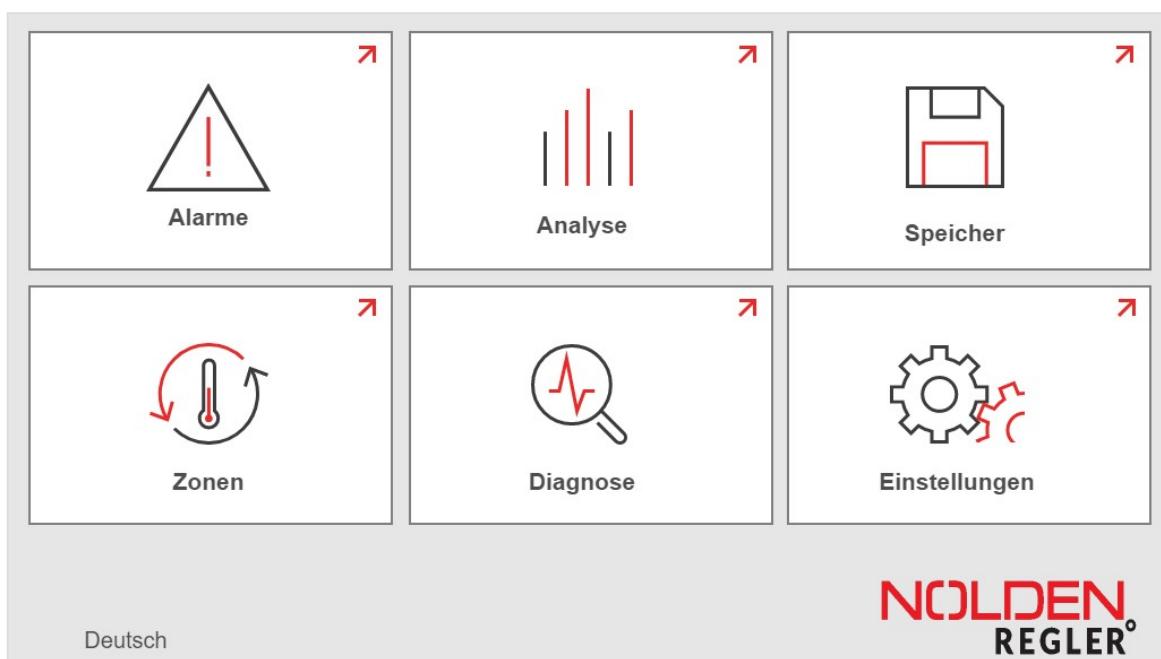 Alarme
Analyse
Speicher
Zonen
Diagnose
Einstellungen
NOLDEN
REGLER°
Deutsch